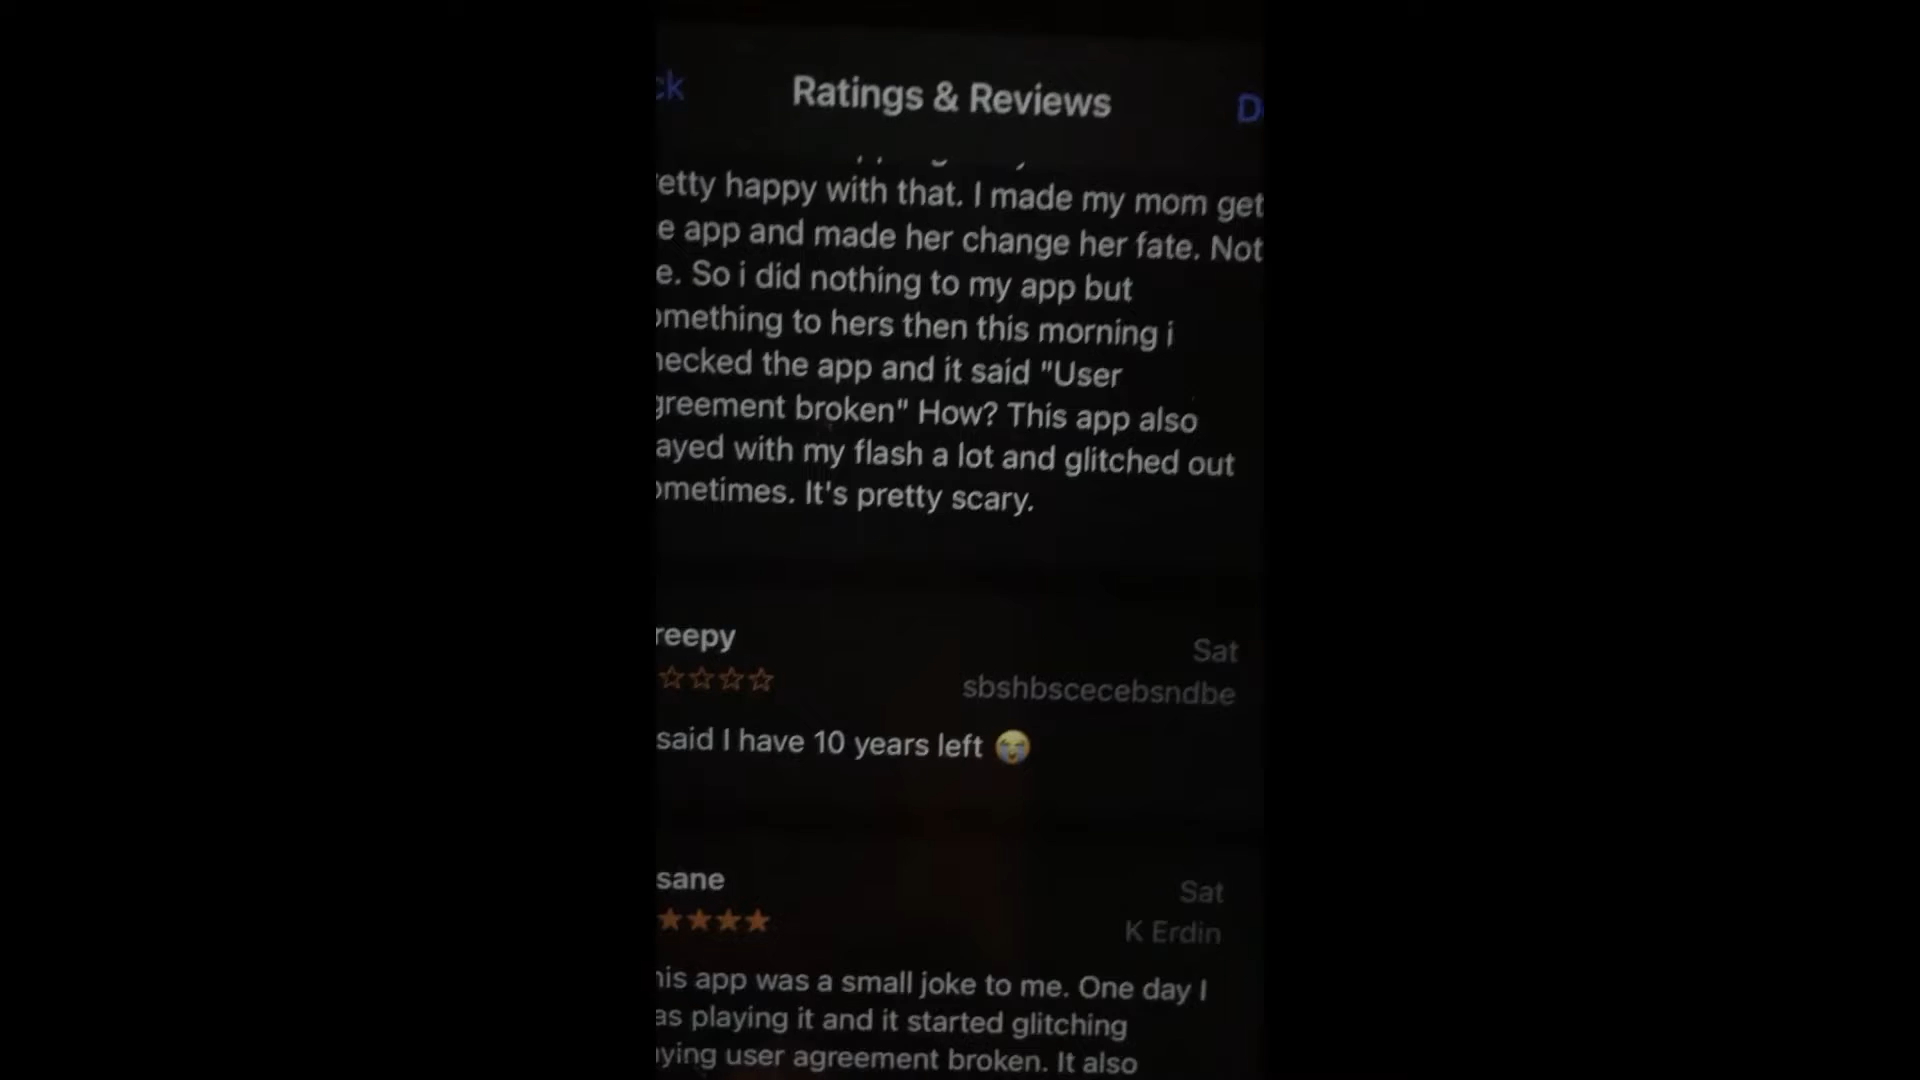 ck
Ratings & Reviews
D
etty happy with that. I made my mom get
e app and made her change her fate. Not
e. So i did nothing to my app but
omething to hers then this morning i
hecked the app and it said "User
greement broken" How? This app also
ayed with my flash a lot and glitched out
ometimes. It's pretty scary.
reepy
Sat
sbshbscecebsndbe
said I have 10 years left 😭
sane
Sat
K Erdin
his app was a small joke to me. One day I
as playing it and it started glitching
ying user agreement broken. It also